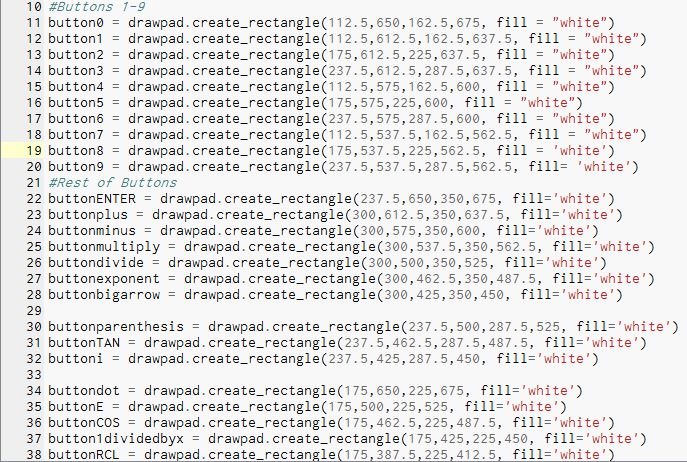 10 #Buttons 1-9
11 button0 = drawpad.create_rectangle(112.5,650,162.5,675, fill = "white")
12 button1 = drawpad.create_rectangle(112.5,612.5,162.5,637.5, fill = "white")
13 button2 = drawpad.create_rectangle(175,612.5,225,637.5, fill = "white")
14 button3 = drawpad.create_rectangle(237.5,612.5,287.5,637.5, fill = "white")
15 button4 = drawpad.create_rectangle(112.5,575,162.5,600, fill = "white")
16 button5 = drawpad.create_rectangle(175,575,225,600, fill = "white")
17 button6 = drawpad.create_rectangle(237.5,575,287.5,600, fill = "white")
18 button7 = drawpad.create_rectangle(112.5,537.5,162.5,562.5, fill = "white")
19 button8 = drawpad.create_rectangle(175,537.5,225,562.5, fill = 'white')
20 button9 = drawpad.create_rectangle(237.5,537.5,287.5,562.5, fill= 'white')
21 #Rest of Buttons
22 buttonENTER = drawpad.create_rectangle(237.5,650,350,675, fill='white')
23 buttonplus = drawpad.create_rectangle(300,612.5,350,637.5, fill='white')
24 buttonminus = drawpad.create_rectangle(300,575,350,600, fill='white')
25 buttonmultiply = drawpad.create_rectangle(300,537.5,350,562.5, fill='white')
26 buttondivide = drawpad.create_rectangle(300,500,350,525, fill='white')
27 buttonexponent = drawpad.create_rectangle(300,462.5,350,487.5, fill='white')
28 buttonbigarrow = drawpad.create_rectangle(300,425,350,450, fill='white')
29
30 buttonparenthesis = drawpad.create_rectangle(237.5,500,287.5,525, fill='white')
31 buttonTAN = drawpad.create_rectangle(237.5,462.5,287.5,487.5, fill='white')
32 buttoni = drawpad.create_rectangle(237.5,425,287.5,450, fill='white')
33
34 buttondot = drawpad.create_rectangle(175,650,225,675, fill='white')
35 buttonE = drawpad.create_rectangle(175,500,225,525, fill='white')
36 buttonCOS = drawpad.create_rectangle(175,462.5,225,487.5, fill='white')
37 button1dividedbyx = drawpad.create_rectangle(175,425,225,450, fill='white')
38 buttonRCL = drawpad.create_rectangle(175,387.5,225,412.5, fill='white')